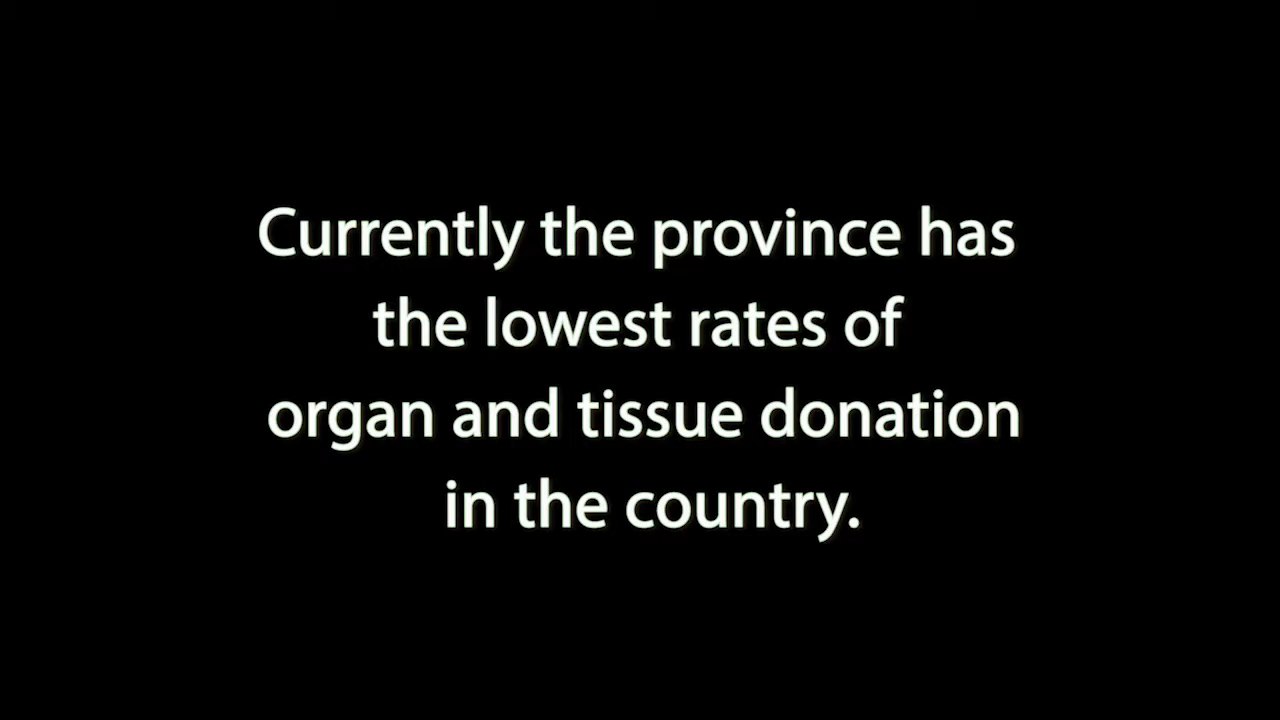 Currently the province has
the lowest rates of
organ and tissue donation
in the country.